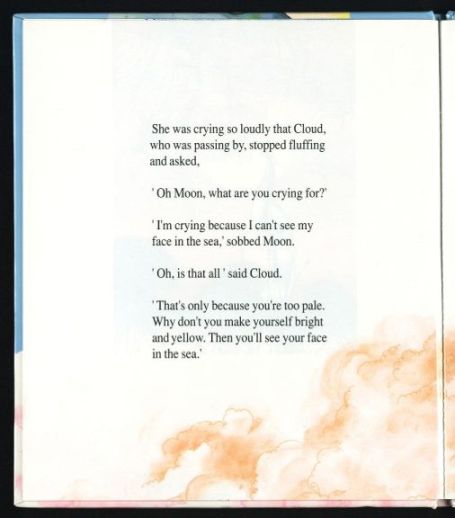 She was crying so loudly that Cloud,
who was passing by, stopped fluffing
and asked,
' Oh Moon, what are you crying for?'
' I'm crying because I can't see my
face in the sea,' sobbed Moon.
' Oh, is that all ' said Cloud.
' That's only because you're too pale.
Why don't you make yourself bright
and yellow. Then you'll see your face
in the sea.'